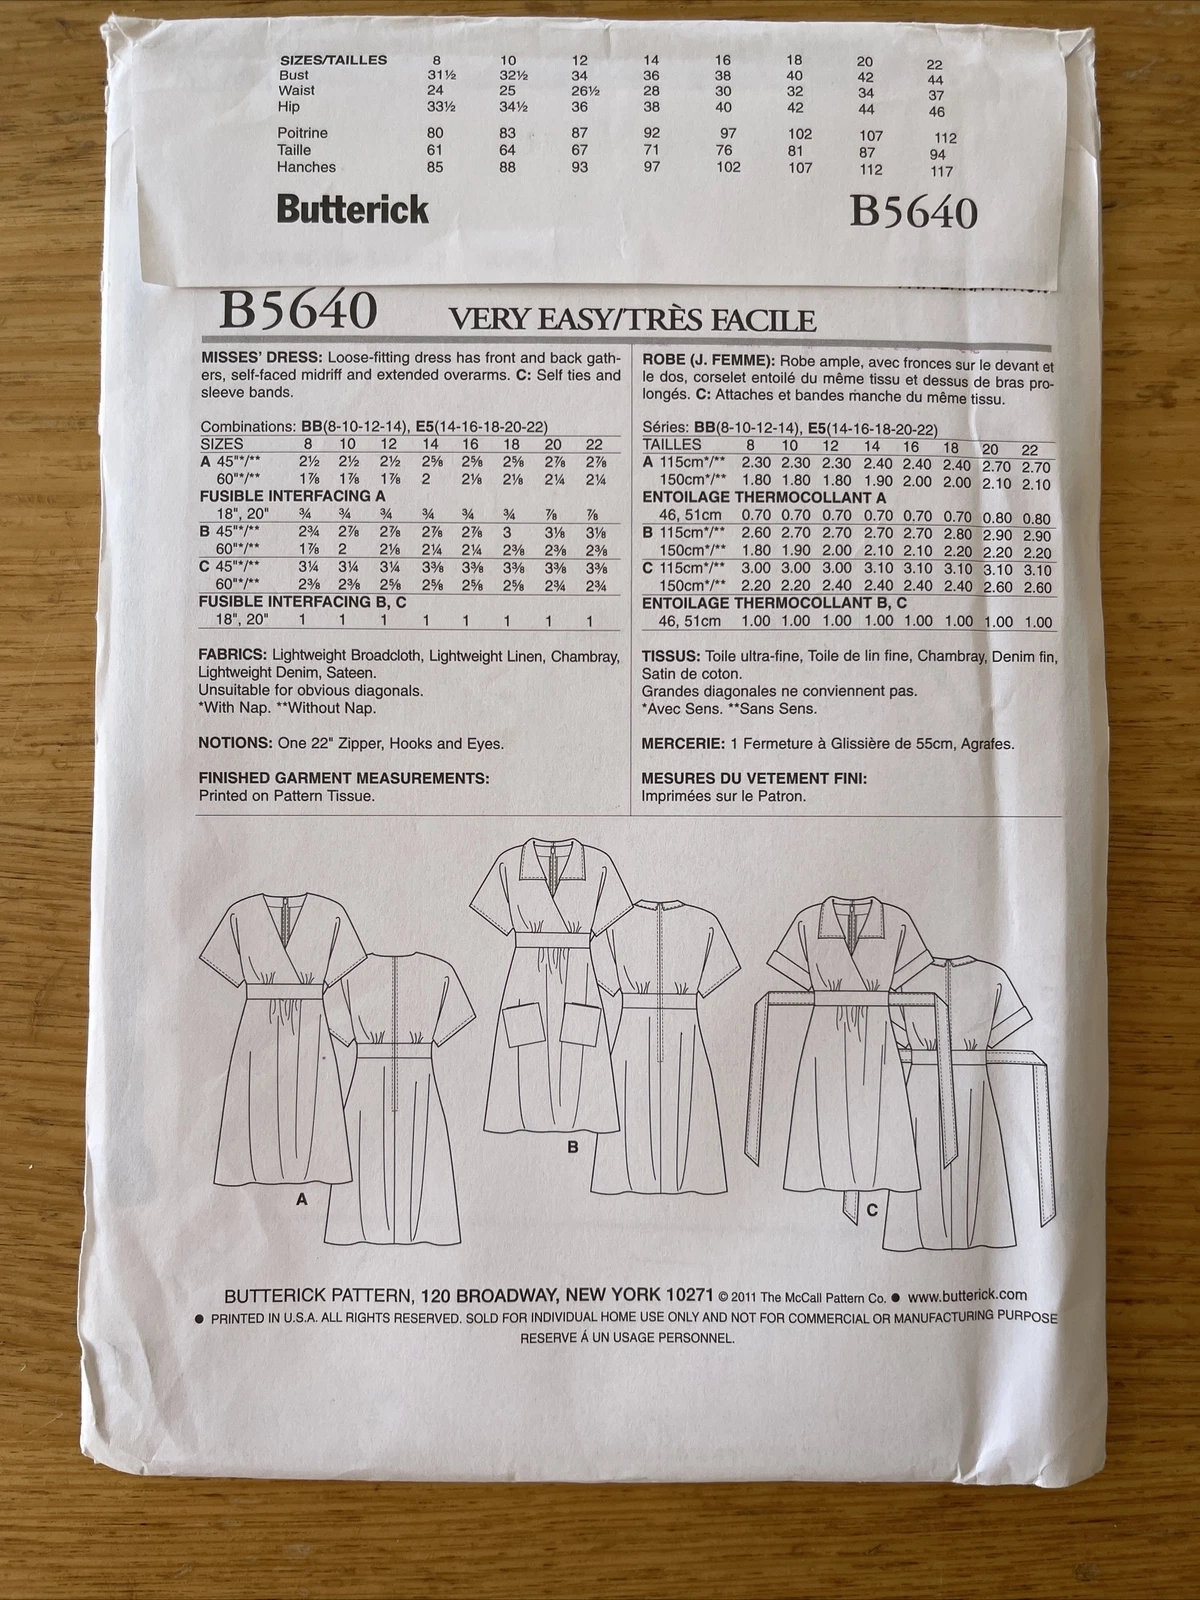 SIZES/TAILLES 8 10 12 14 16 18 20 22
Bust 31½ 32½ 34 36 38 40 42 44
Waist 24 25 26½ 28 30 32 34 37
Hip 33½ 34½ 36 38 40 42 44 46
Poitrine 80 83 87 92 97 102 107 112
Taille 61 64 67 71 76 81 87 94
Hanches 85 88 93 97 102 107 112 117
Butterick B5640
B5640 VERY EASY/TRÈS FACILE
MISSES' DRESS: Loose-fitting dress has front and back gath-
ers, self-faced midriff and extended overarms. C: Self ties and
sleeve bands.
Combinations: BB(8-10-12-14), E5(14-16-18-20-22)
SIZES 8 10 12 14 16 18 20 22
A 45"*/** 2½ 2½ 2½ 2⅝ 2⅝ 2⅝ 2⅞ 2⅞
60"*/** 1⅞ 1⅞ 1⅞ 2 2⅛ 2⅛ 2¼ 2¼
FUSIBLE INTERFACING A
18", 20" ¾ ¾ ¾ ¾ ¾ ¾ ⅞ ⅞
B 45"*/** 2¾ 2⅞ 2⅞ 2⅞ 2⅞ 3 3⅛ 3⅛
60"*/** 1⅞ 2 2⅛ 2¼ 2¼ 2⅜ 2⅜ 2⅜
C 45"*/** 3¼ 3¼ 3¼ 3⅜ 3⅜ 3⅜ 3⅜ 3⅜
60"*/** 2⅜ 2⅜ 2⅝ 2⅝ 2⅝ 2⅝ 2¾ 2¾
FUSIBLE INTERFACING B, C
18", 20" 1 1 1 1 1 1 1 1
FABRICS: Lightweight Broadcloth, Lightweight Linen, Chambray,
Lightweight Denim, Sateen.
Unsuitable for obvious diagonals.
*With Nap. **Without Nap.
NOTIONS: One 22" Zipper, Hooks and Eyes.
FINISHED GARMENT MEASUREMENTS:
Printed on Pattern Tissue.
ROBE (J. FEMME): Robe ample, avec fronces sur le devant et
le dos, corselet entoilé du même tissu et dessus de bras pro-
longés. C: Attaches et bandes manche du même tissu.
Séries: BB(8-10-12-14), E5(14-16-18-20-22)
TAILLES 8 10 12 14 16 18 20 22
A 115cm*/** 2.30 2.30 2.30 2.40 2.40 2.40 2.70 2.70
150cm*/** 1.80 1.80 1.80 1.90 2.00 2.00 2.10 2.10
ENTOILAGE THERMOCOLLANT A
46, 51cm 0.70 0.70 0.70 0.70 0.70 0.70 0.80 0.80
B 115cm*/** 2.60 2.70 2.70 2.70 2.70 2.80 2.90 2.90
150cm*/** 1.80 1.90 2.00 2.10 2.10 2.20 2.20 2.20
C 115cm*/** 3.00 3.00 3.00 3.10 3.10 3.10 3.10 3.10
150cm*/** 2.20 2.20 2.40 2.40 2.40 2.40 2.60 2.60
ENTOILAGE THERMOCOLLANT B, C
46, 51cm 1.00 1.00 1.00 1.00 1.00 1.00 1.00 1.00
TISSUS: Toile ultra-fine, Toile de lin fine, Chambray, Denim fin,
Satin de coton.
Grandes diagonales ne conviennent pas.
*Avec Sens. **Sans Sens.
MERCERIE: 1 Fermeture à Glissière de 55cm, Agrafes.
MESURES DU VETEMENT FINI:
Imprimées sur le Patron.
A
B
C
BUTTERICK PATTERN, 120 BROADWAY, NEW YORK 10271 © 2011 The McCall Pattern Co. ● www.butterick.com
● PRINTED IN U.S.A. ALL RIGHTS RESERVED. SOLD FOR INDIVIDUAL HOME USE ONLY AND NOT FOR COMMERCIAL OR MANUFACTURING PURPOSE
RESERVE Á UN USAGE PERSONNEL.